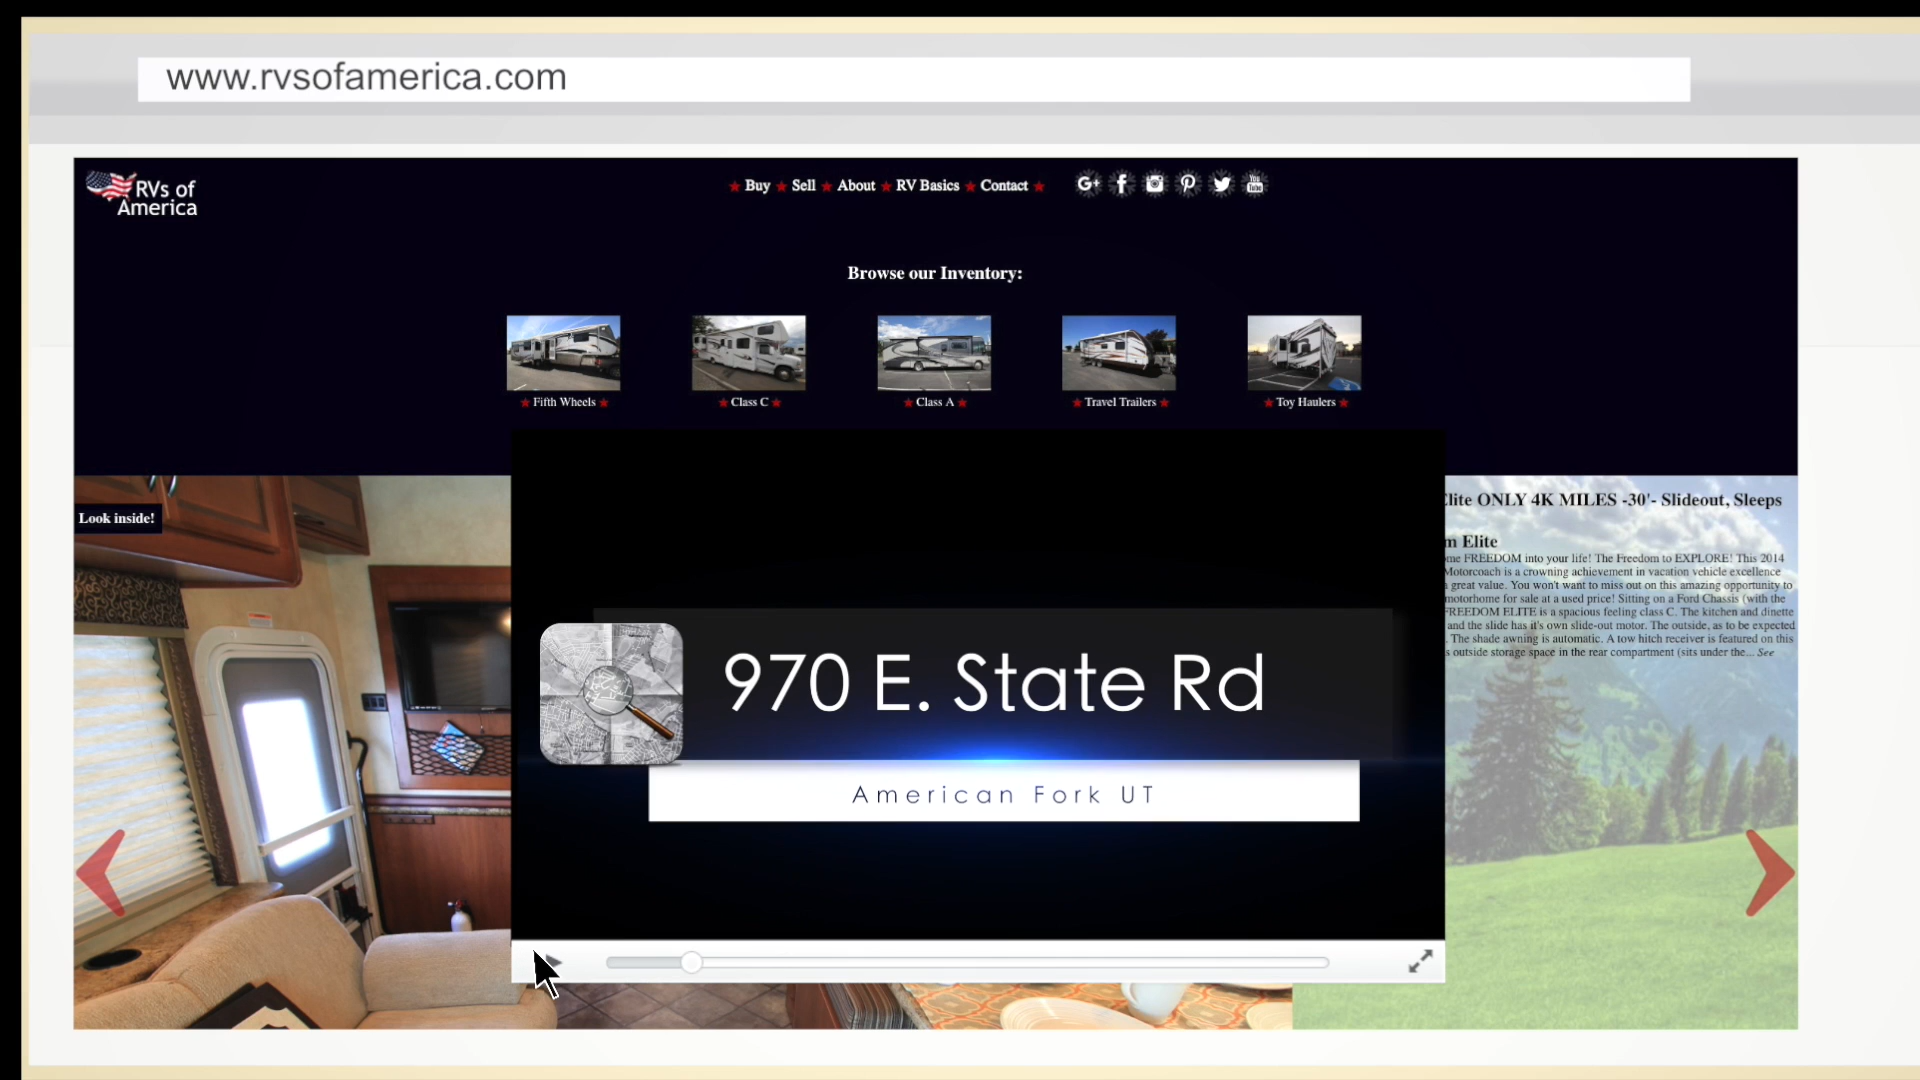 www.rvsofamerica.com
RVs of
America
Buy Sell About RV Basics Contact
G+ f You Tube
Browse our Inventory:
Fifth Wheels Class C Class A Travel Trailers Toy Haulers
Look inside!
Elite ONLY 4K MILES -30'- Slideout, Sleeps
m Elite
me FREEDOM into your life! The Freedom to EXPLORE! This 2014
Motorcoach is a crowning achievement in vacation vehicle excellence
great value. You won't want to miss out on this amazing opportunity to
motorhome for sale at a used price! Sitting on a Ford Chassis (with the
FREEDOM ELITE is a spacious feeling class C. The kitchen and dinette
and the slide has it's own slide-out motor. The outside, as to be expected
. The shade awning is automatic. A tow hitch receiver is featured on this
s outside storage space in the rear compartment (sits under the... See
970 E. State Rd
American Fork UT